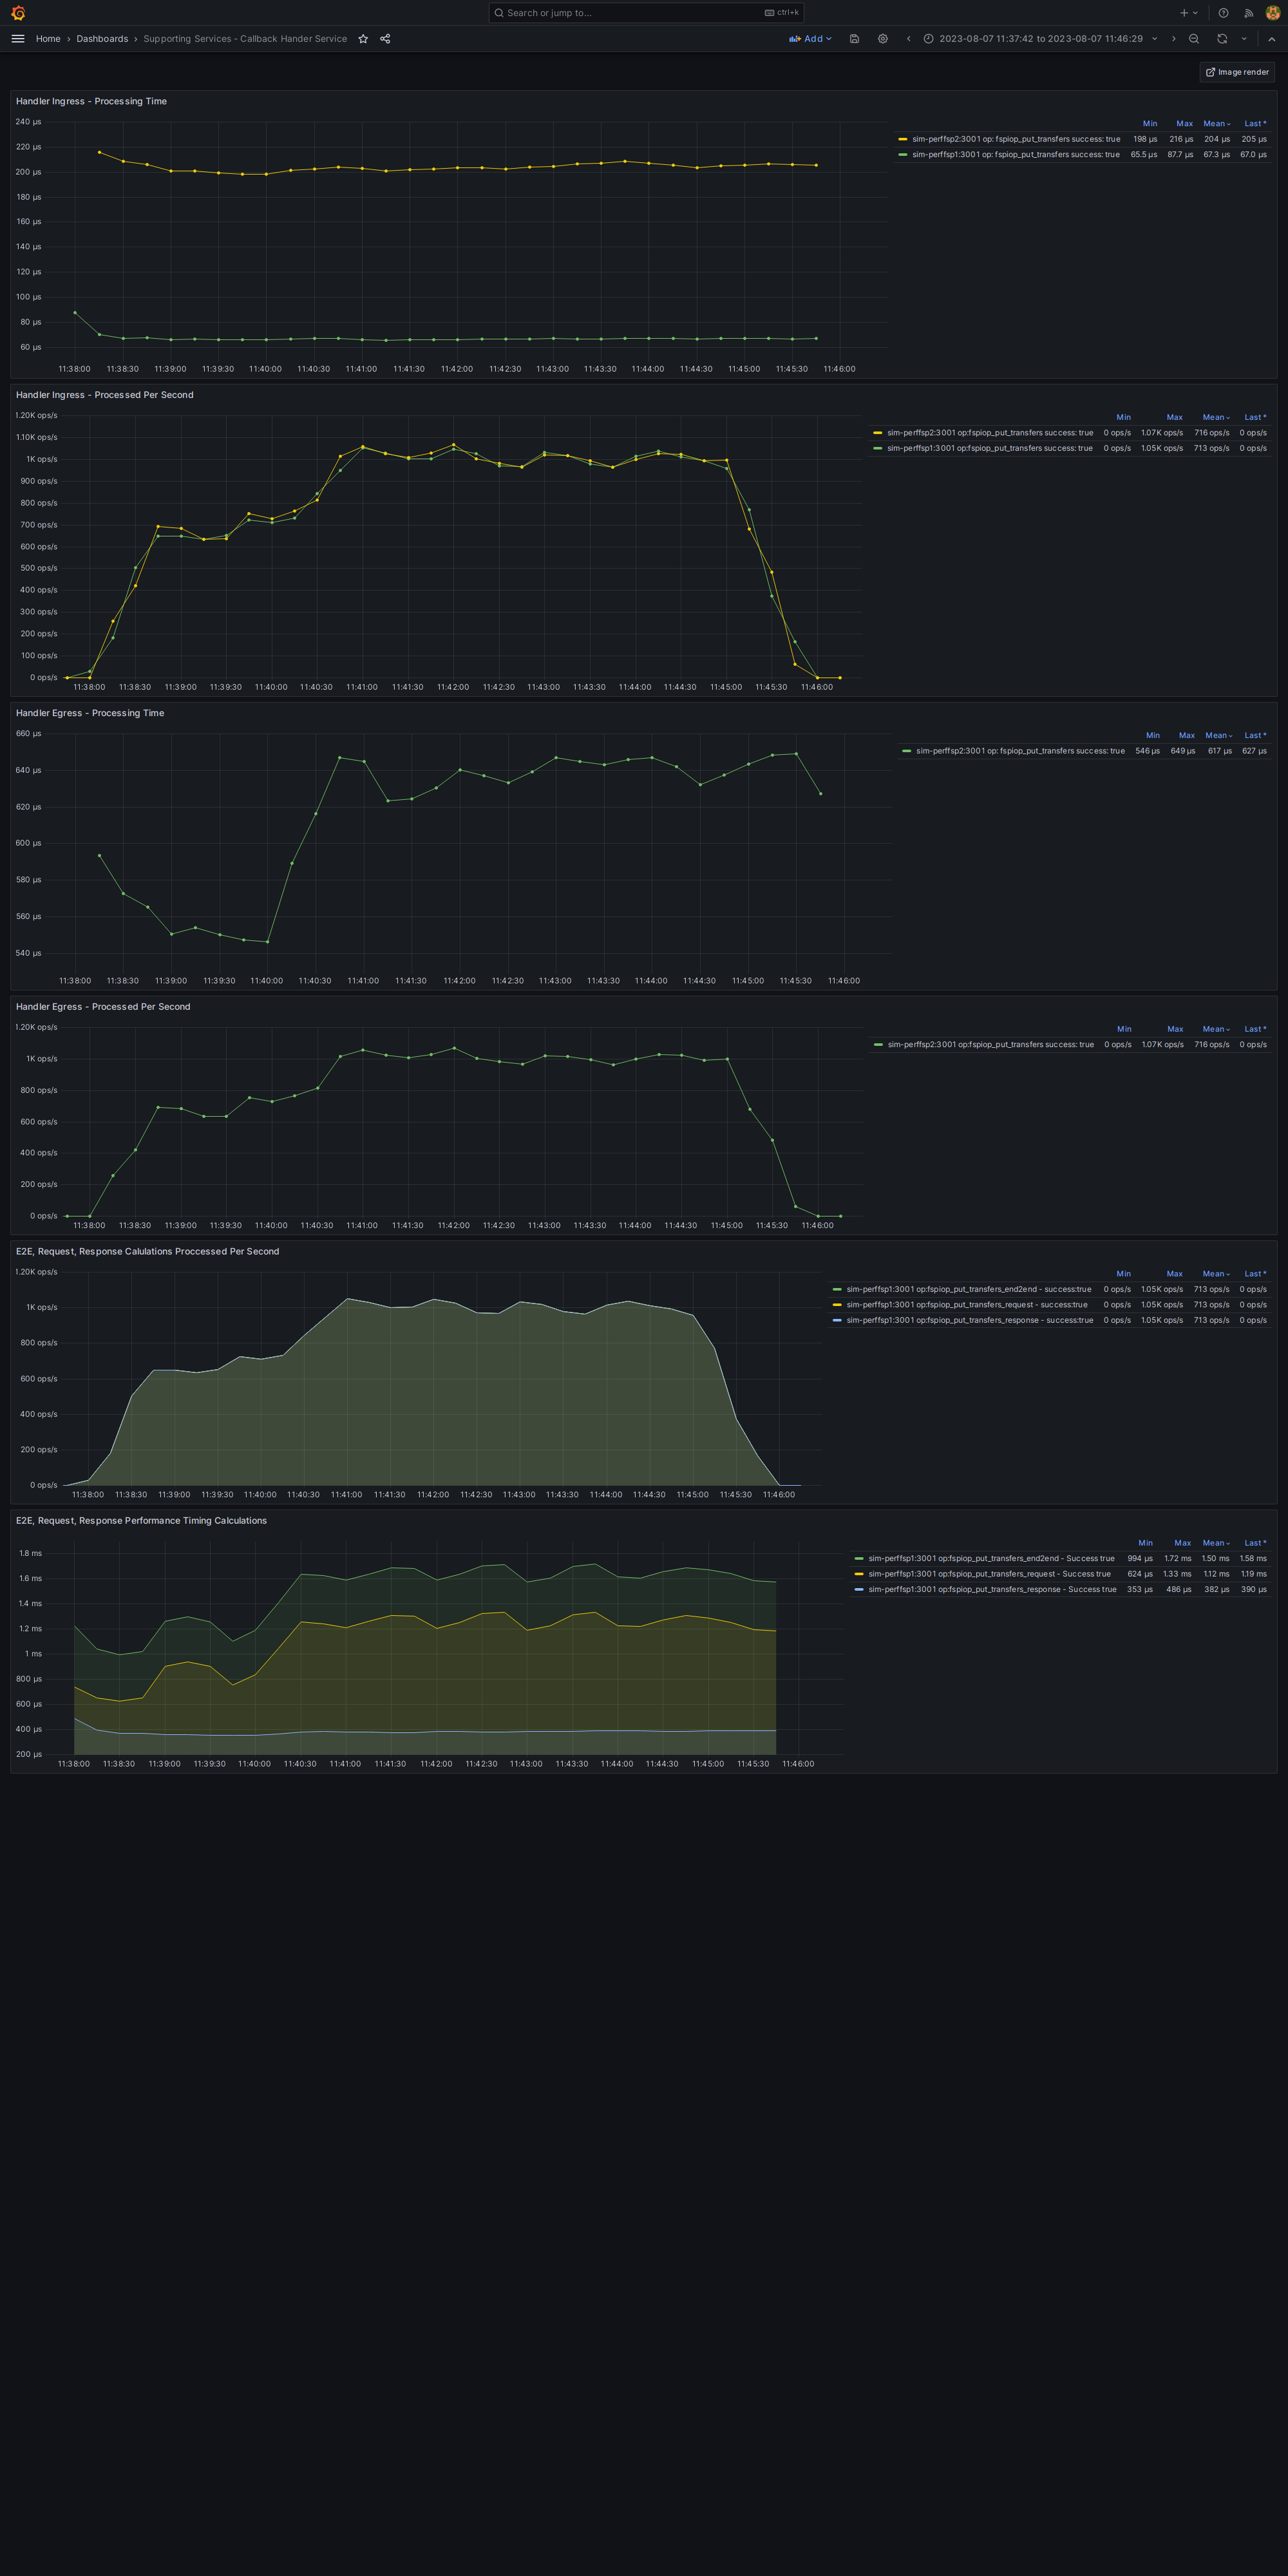 Search or jump to...
ctrl+k
Home › Dashboards › Supporting Services - Callback Hander Service
Add
2023-08-07 11:37:42 to 2023-08-07 11:46:29
Image render
Handler Ingress - Processing Time
240 µs
220 µs
200 µs
180 µs
160 µs
140 µs
120 µs
100 µs
80 µs
60 µs
11:38:00 11:38:30 11:39:00 11:39:30 11:40:00 11:40:30 11:41:00 11:41:30 11:42:00 11:42:30 11:43:00 11:43:30 11:44:00 11:44:30 11:45:00 11:45:30 11:46:00
Min Max Mean Last *
sim-perffsp2:3001 op: fspiop_put_transfers success: true 198 µs 216 µs 204 µs 205 µs
sim-perffsp1:3001 op: fspiop_put_transfers success: true 65.5 µs 87.7 µs 67.3 µs 67.0 µs
Handler Ingress - Processed Per Second
1.20K ops/s
1.10K ops/s
1K ops/s
900 ops/s
800 ops/s
700 ops/s
600 ops/s
500 ops/s
400 ops/s
300 ops/s
200 ops/s
100 ops/s
0 ops/s
11:38:00 11:38:30 11:39:00 11:39:30 11:40:00 11:40:30 11:41:00 11:41:30 11:42:00 11:42:30 11:43:00 11:43:30 11:44:00 11:44:30 11:45:00 11:45:30 11:46:00
Min Max Mean Last *
sim-perffsp2:3001 op:fspiop_put_transfers success: true 0 ops/s 1.07K ops/s 716 ops/s 0 ops/s
sim-perffsp1:3001 op:fspiop_put_transfers success: true 0 ops/s 1.05K ops/s 713 ops/s 0 ops/s
Handler Egress - Processing Time
660 µs
640 µs
620 µs
600 µs
580 µs
560 µs
540 µs
11:38:00 11:38:30 11:39:00 11:39:30 11:40:00 11:40:30 11:41:00 11:41:30 11:42:00 11:42:30 11:43:00 11:43:30 11:44:00 11:44:30 11:45:00 11:45:30 11:46:00
Min Max Mean Last *
sim-perffsp2:3001 op: fspiop_put_transfers success: true 546 µs 649 µs 617 µs 627 µs
Handler Egress - Processed Per Second
1.20K ops/s
1K ops/s
800 ops/s
600 ops/s
400 ops/s
200 ops/s
0 ops/s
11:38:00 11:38:30 11:39:00 11:39:30 11:40:00 11:40:30 11:41:00 11:41:30 11:42:00 11:42:30 11:43:00 11:43:30 11:44:00 11:44:30 11:45:00 11:45:30 11:46:00
Min Max Mean Last *
sim-perffsp2:3001 op:fspiop_put_transfers success: true 0 ops/s 1.07K ops/s 716 ops/s 0 ops/s
E2E, Request, Response Calulations Proccessed Per Second
1.20K ops/s
1K ops/s
800 ops/s
600 ops/s
400 ops/s
200 ops/s
0 ops/s
11:38:00 11:38:30 11:39:00 11:39:30 11:40:00 11:40:30 11:41:00 11:41:30 11:42:00 11:42:30 11:43:00 11:43:30 11:44:00 11:44:30 11:45:00 11:45:30 11:46:00
Min Max Mean Last *
sim-perffsp1:3001 op:fspiop_put_transfers_end2end - success:true 0 ops/s 1.05K ops/s 713 ops/s 0 ops/s
sim-perffsp1:3001 op:fspiop_put_transfers_request - success:true 0 ops/s 1.05K ops/s 713 ops/s 0 ops/s
sim-perffsp1:3001 op:fspiop_put_transfers_response - success:true 0 ops/s 1.05K ops/s 713 ops/s 0 ops/s
E2E, Request, Response Performance Timing Calculations
1.8 ms
1.6 ms
1.4 ms
1.2 ms
1 ms
800 µs
600 µs
400 µs
200 µs
11:38:00 11:38:30 11:39:00 11:39:30 11:40:00 11:40:30 11:41:00 11:41:30 11:42:00 11:42:30 11:43:00 11:43:30 11:44:00 11:44:30 11:45:00 11:45:30 11:46:00
Min Max Mean Last *
sim-perffsp1:3001 op:fspiop_put_transfers_end2end - Success true 994 µs 1.72 ms 1.50 ms 1.58 ms
sim-perffsp1:3001 op:fspiop_put_transfers_request - Success true 624 µs 1.33 ms 1.12 ms 1.19 ms
sim-perffsp1:3001 op:fspiop_put_transfers_response - Success true 353 µs 486 µs 382 µs 390 µs